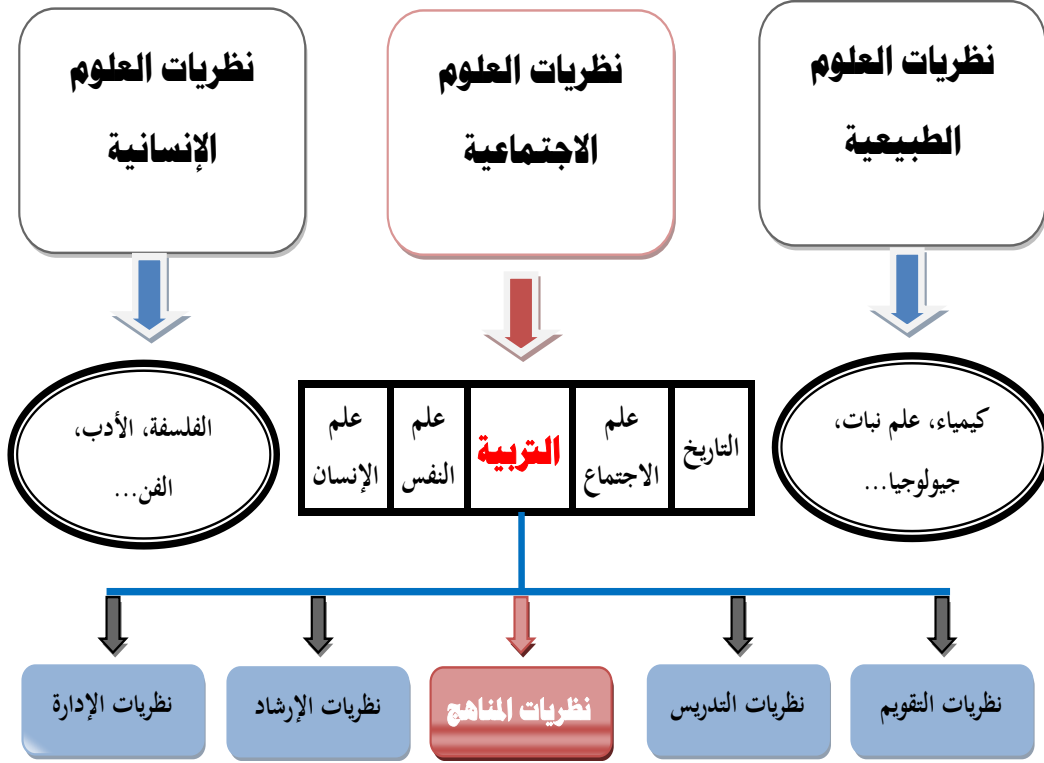 نظريات العلوم
الطبيعية
نظريات العلوم
الاجتماعية
نظريات العلوم
الإنسانية
كيمياء، علم نبات،
جيولوجيا...
التاريخ
علم
الاجتماع
التربية
علم
النفس
علم
الإنسان
الفلسفة، الأدب،
الفن...
نظريات التقويم
نظريات التدريس
نظريات المناهج
نظريات الإرشاد
نظريات الإدارة